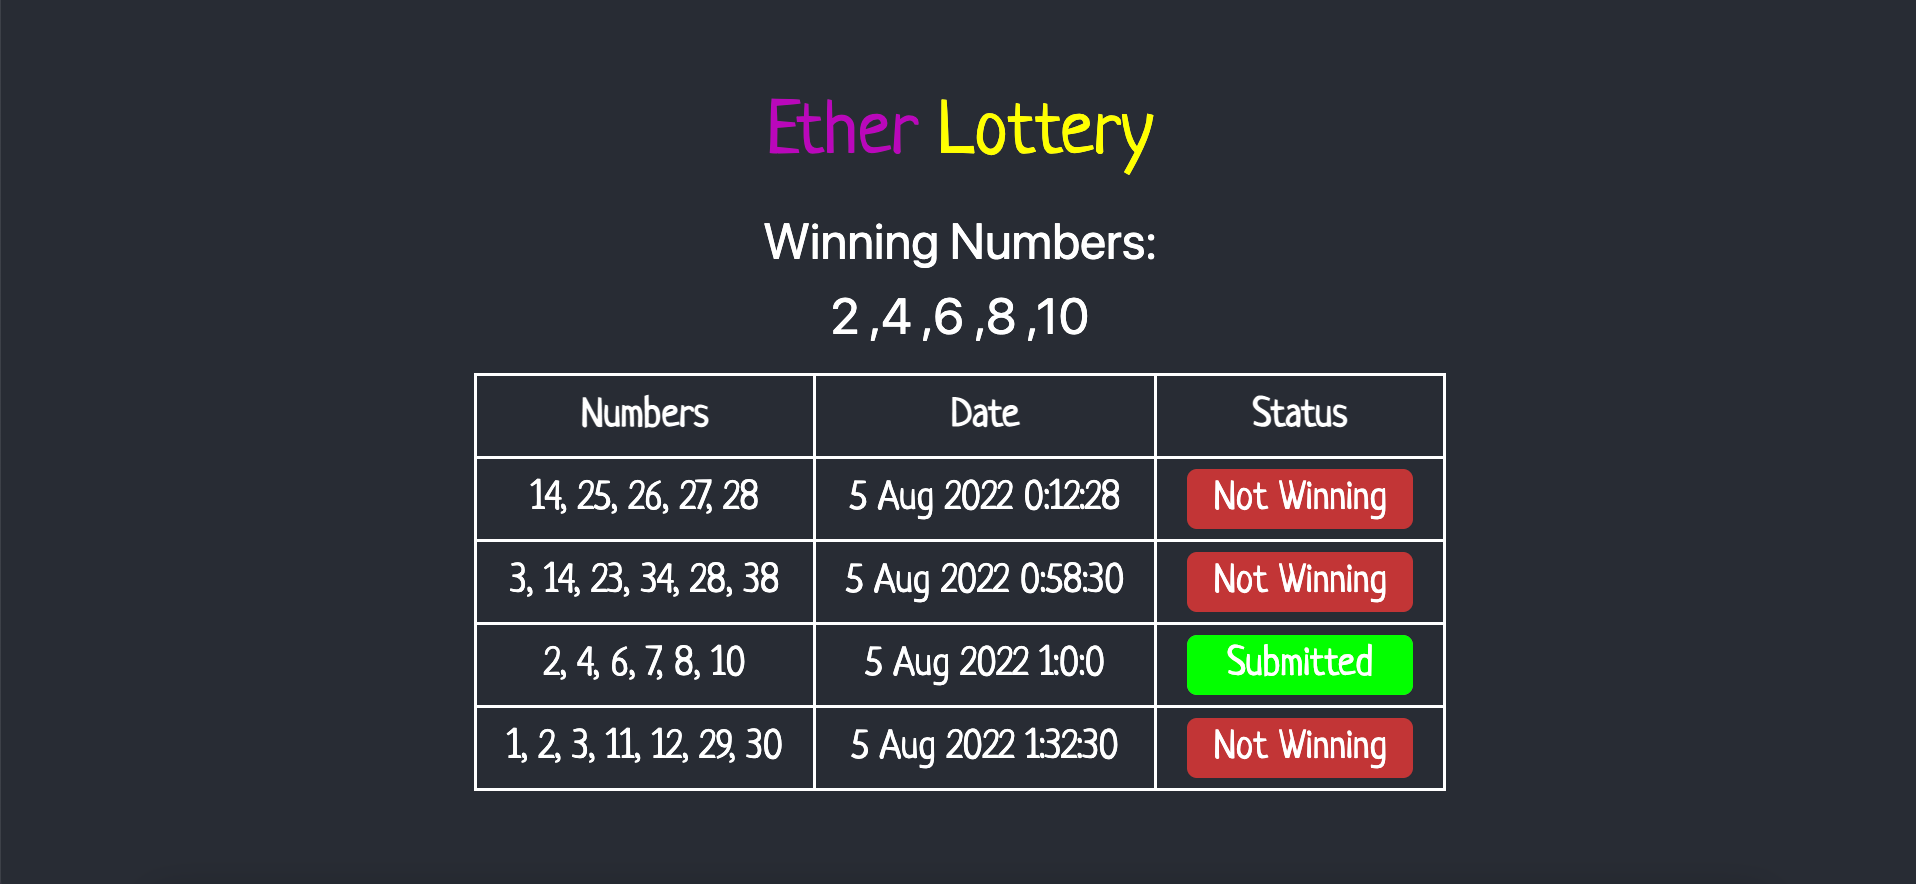 Ether Lottery
Winning Numbers:
2 ,4 ,6 ,8 ,10
Numbers Date Status
14, 25, 26, 27, 28 5 Aug 2022 0:12:28 Not Winning
3, 14, 23, 34, 28, 38 5 Aug 2022 0:58:30 Not Winning
2, 4, 6, 7, 8, 10 5 Aug 2022 1:0:0 Submitted
1, 2, 3, 11, 12, 29, 30 5 Aug 2022 1:32:30 Not Winning